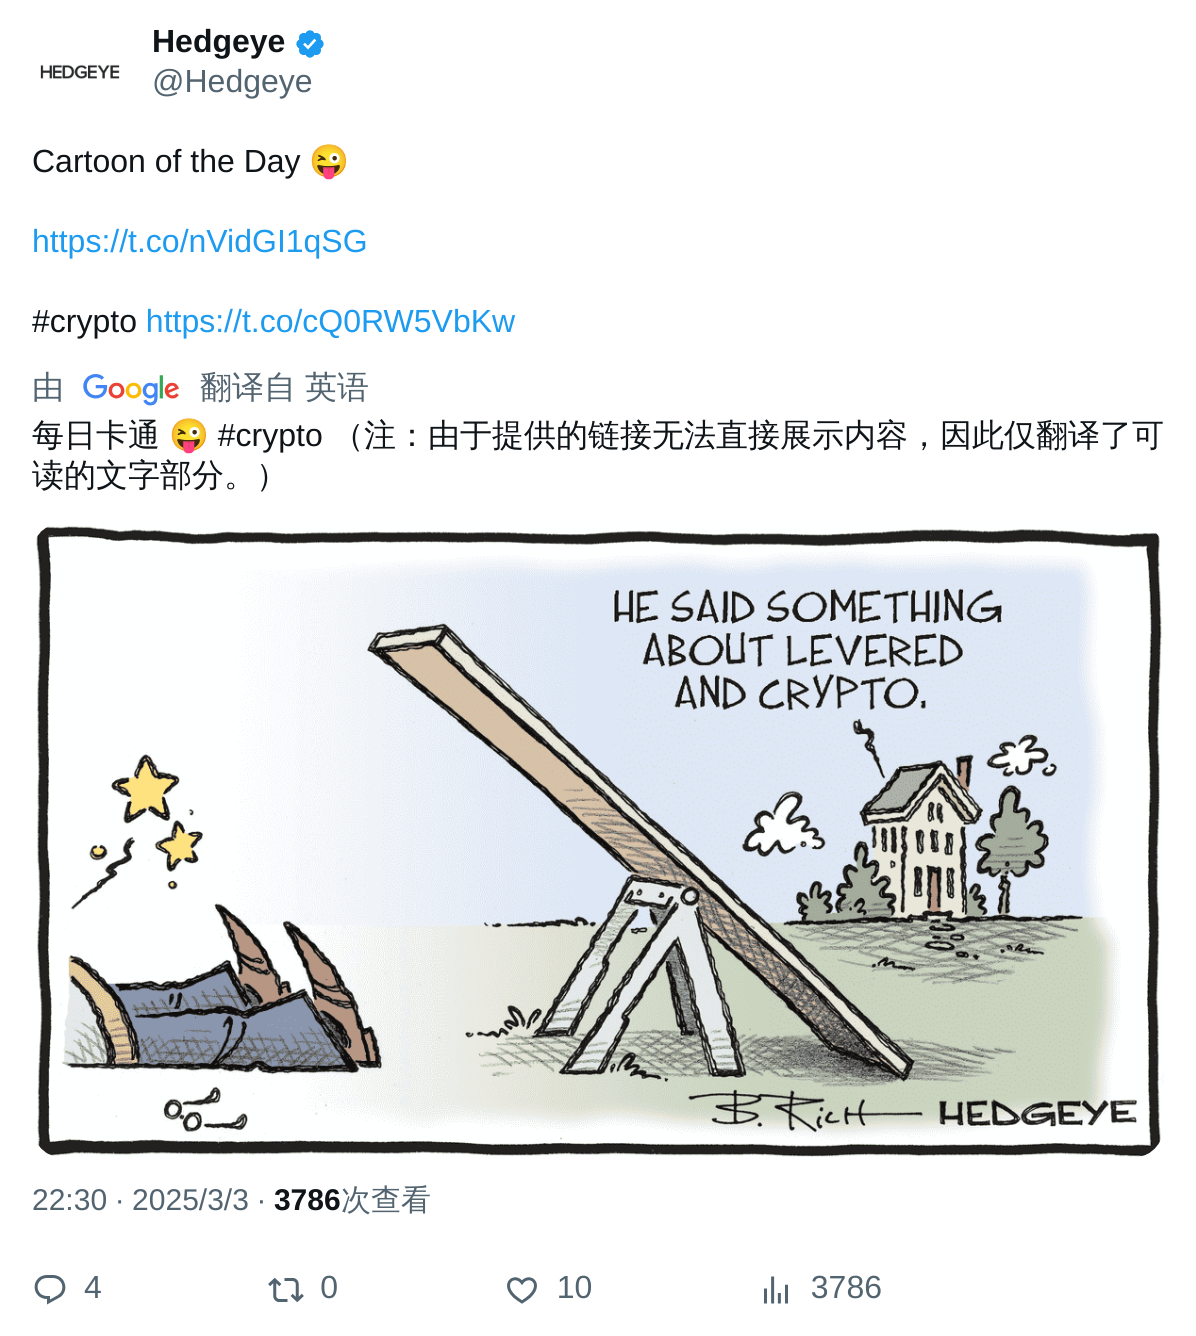 Hedgeye
HEDGEYE
@Hedgeye
Cartoon of the Day 😜
https://t.co/nVidGI1qSG
#crypto https://t.co/cQ0RW5VbKw
由 Google 翻译自 英语
每日卡通 😜 #crypto （注：由于提供的链接无法直接展示内容，因此仅翻译了可
读的文字部分。）
HE SAID SOMETHING
ABOUT LEVERED
AND CRYPTO.
B. RICH HEDGEYE
22:30 · 2025/3/3 · 3786次查看
4 0 10 3786